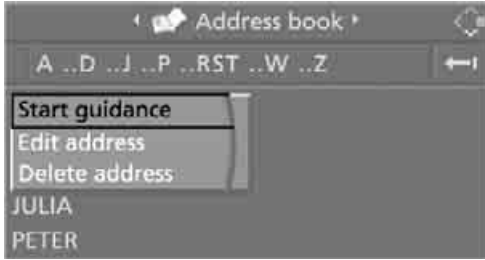 Address book
A ..D ..J ..P ..RST ..W ..Z
Start guidance
Edit address
Delete address
JULIA
PETER